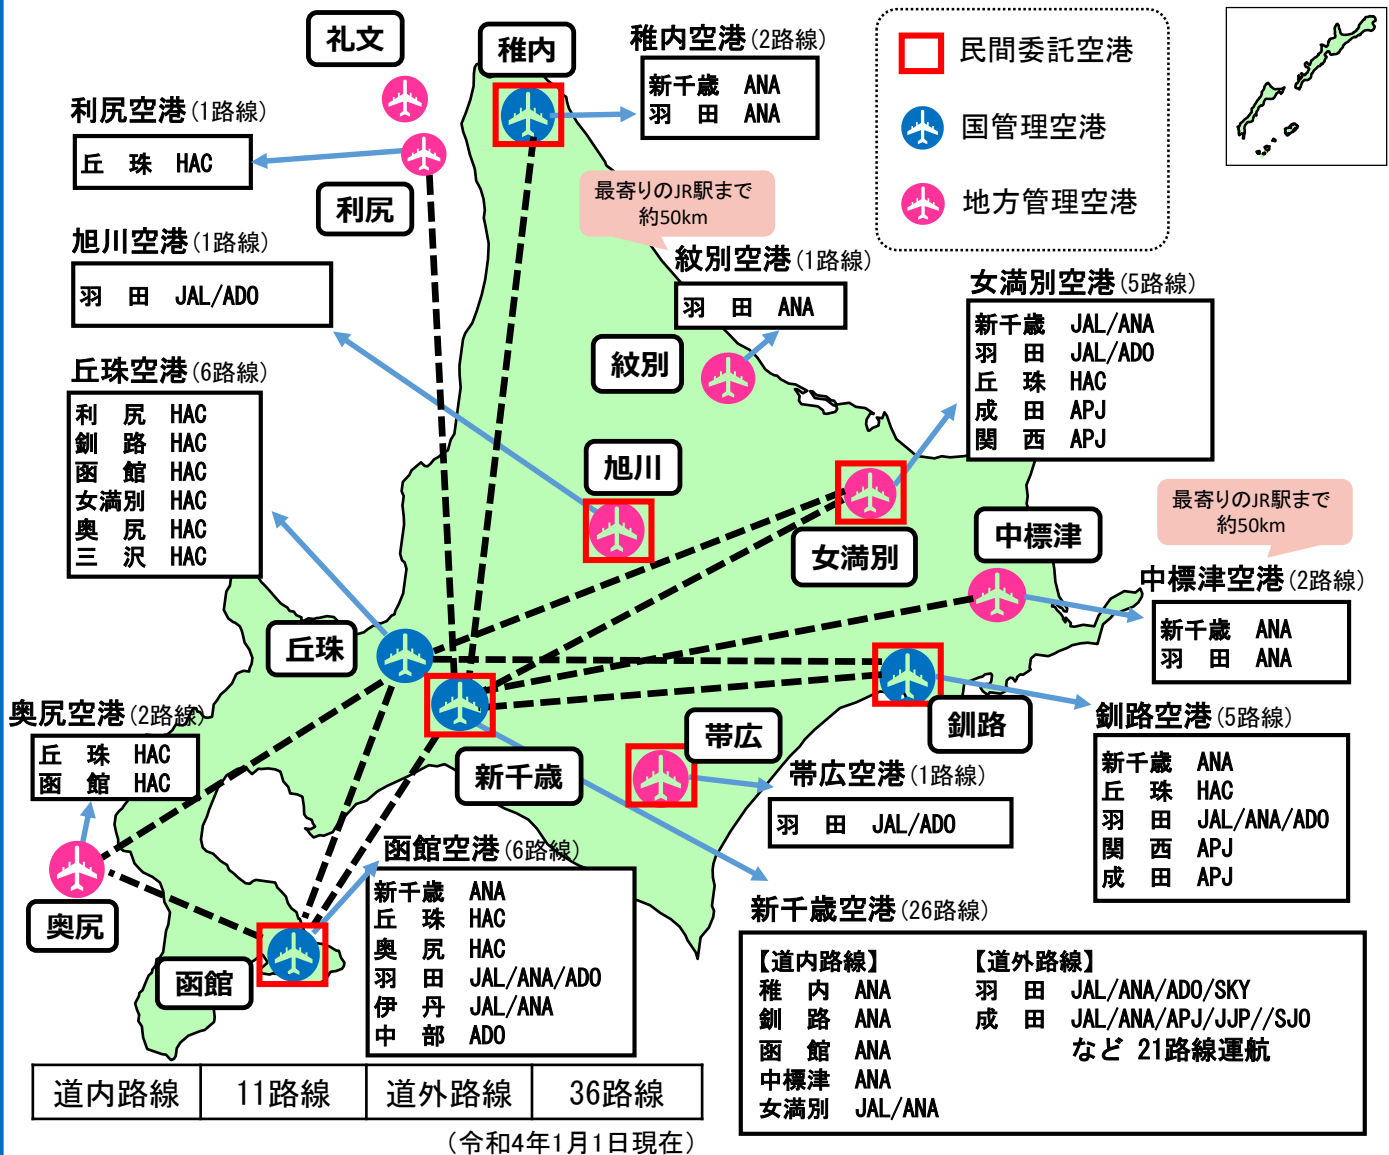 礼文
稚内
稚内空港(2路線)
新千歳 ANA
羽 田 ANA
民間委託空港
国管理空港
地方管理空港
利尻空港(1路線)
丘 珠 HAC
利尻
最寄りのJR駅まで
約50km
紋別空港(1路線)
羽 田 ANA
紋別
旭川空港(1路線)
羽 田 JAL/ADO
旭川
女満別空港(5路線)
新千歳 JAL/ANA
羽 田 JAL/ADO
丘 珠 HAC
成 田 APJ
関 西 APJ
女満別
丘珠空港(6路線)
利 尻 HAC
釧 路 HAC
函 館 HAC
女満別 HAC
奥 尻 HAC
三 沢 HAC
丘珠
最寄りのJR駅まで
約50km
中標津
中標津空港(2路線)
新千歳 ANA
羽 田 ANA
釧路
釧路空港(5路線)
新千歳 ANA
丘 珠 HAC
羽 田 JAL/ANA/ADO
関 西 APJ
成 田 APJ
奥尻空港(2路線)
丘 珠 HAC
函 館 HAC
奥尻
新千歳
帯広
帯広空港(1路線)
羽 田 JAL/ADO
函館
函館空港(6路線)
新千歳 ANA
丘 珠 HAC
奥 尻 HAC
羽 田 JAL/ANA/ADO
伊 丹 JAL/ANA
中 部 ADO
新千歳空港(26路線)
【道内路線】
稚 内 ANA
釧 路 ANA
函 館 ANA
中標津 ANA
女満別 JAL/ANA
【道外路線】
羽 田 JAL/ANA/ADO/SKY
成 田 JAL/ANA/APJ/JJP//SJO
など 21路線運航
道内路線 11路線 道外路線 36路線
(令和4年1月1日現在)